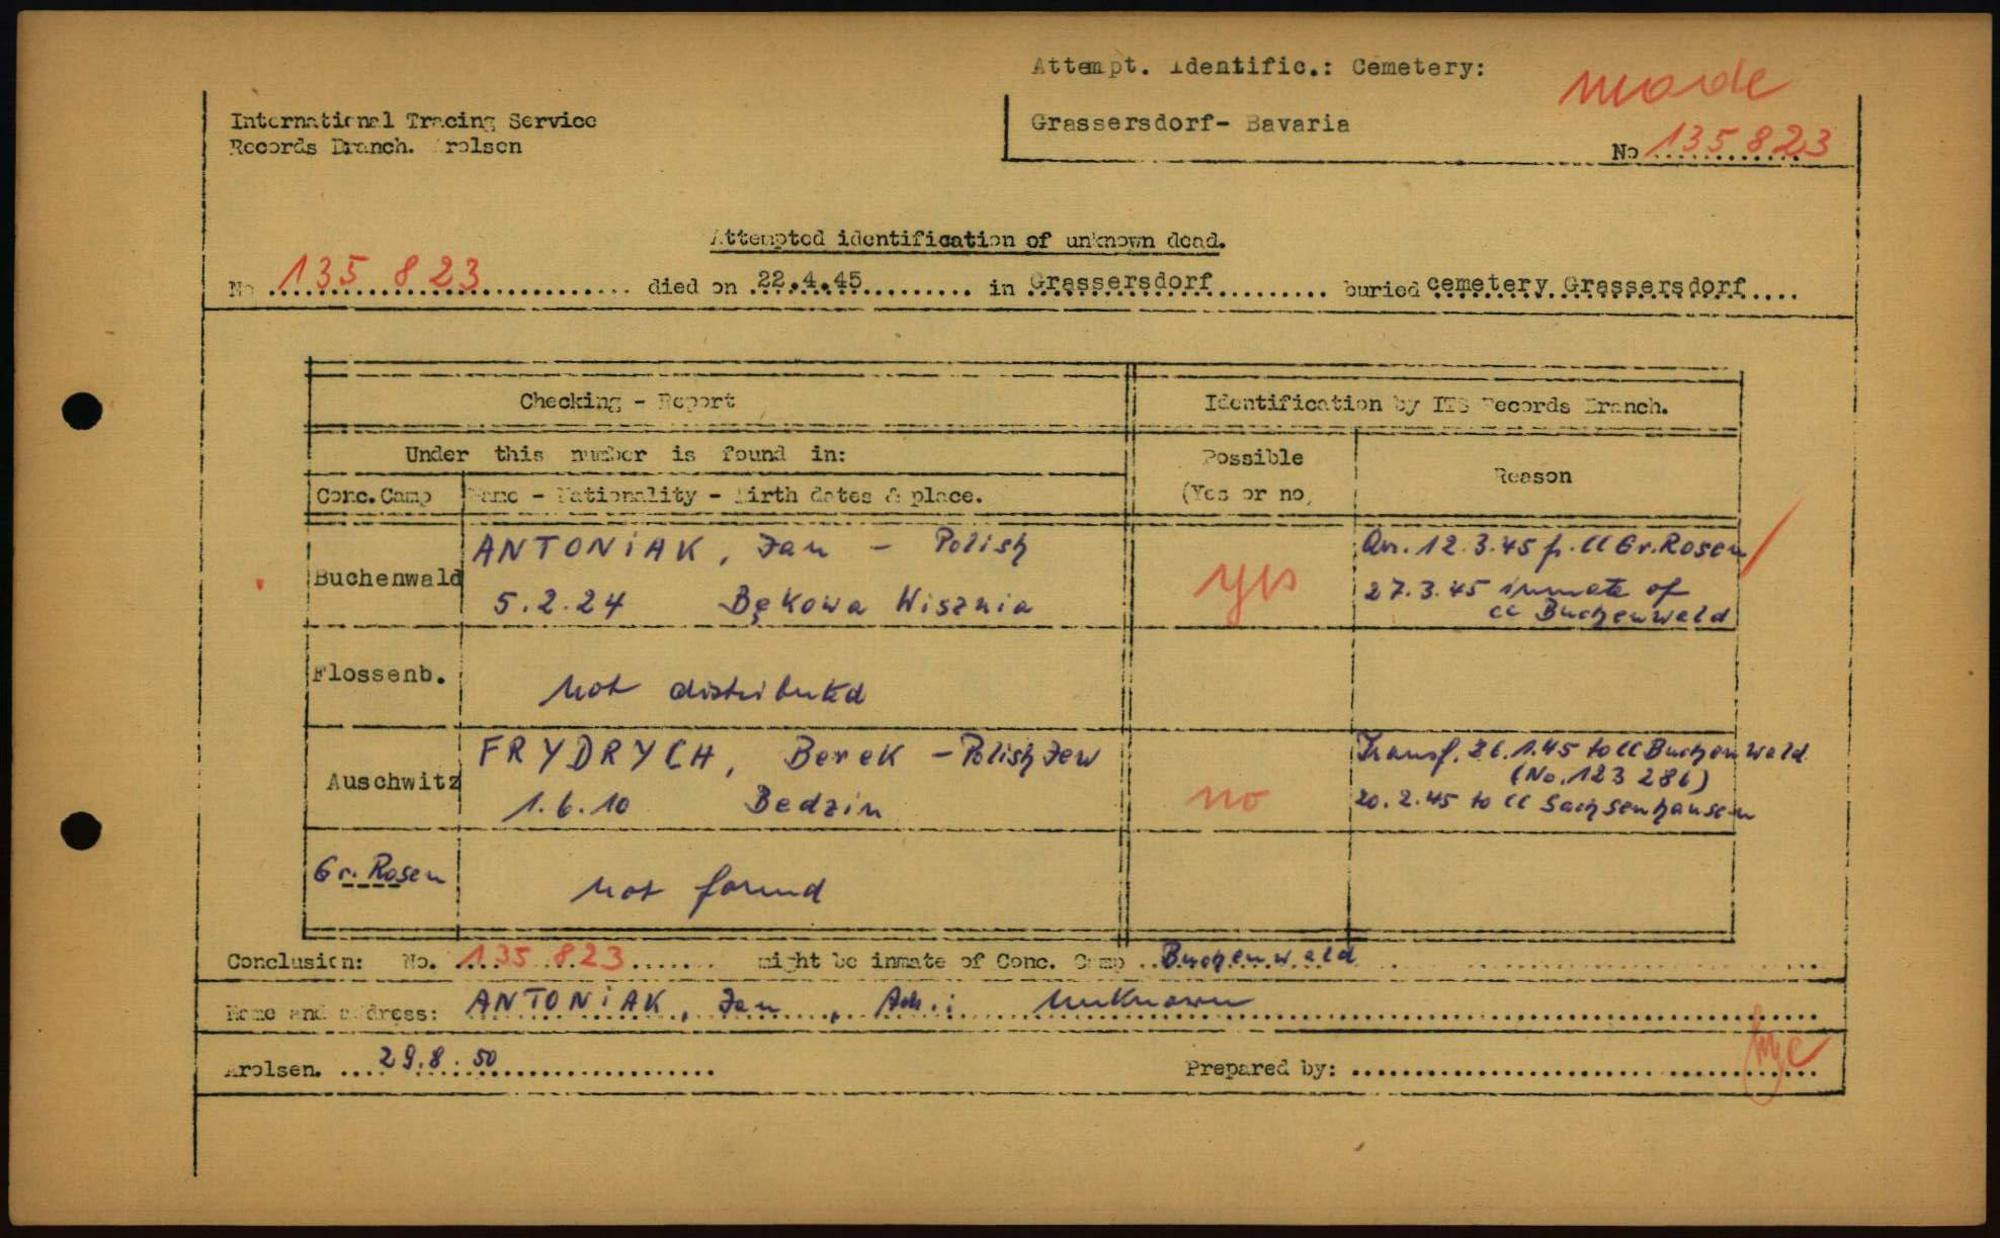 Attempt. Identific.: Cemetery:
made
Grassersdorf- Bavaria
No 135 823
International Tracing Service
Records Branch. Arolsen
Attempted identification of unknown dead.
No 135 823 died on 22.4.45 in Grassersdorf buried cemetery Grassersdorf
Checking - Report
Identification by ITS Records Branch.
Under this number is found in:
Possible
(Yes or no)
Reason
Conc. Camp
Name - Nationality - Birth dates & place.
Buchenwald
ANTONiAK, Jan - Polish
5.2.24 Bękowa Wisznia
yes
Arr. 12.3.45 f. CC Gr. Rosen
27.3.45 inmate of
CC Buchenwald
Flossenb.
not distributed
Auschwitz
FRYDRYCH, Berek - Polish Jew
1.6.10 Bedzin
no
Transf. 26.1.45 to CC Buchenwald
(No. 123 286)
20.2.45 to CC Sachsenhausen
Gr. Rosen
not found
Conclusion: No. 135 823 might be inmate of Conc. Camp Buchenwald
Name and address: ANTONiAK, Jan, Adr.: unknown
Arolsen. 29.8.50
Prepared by: